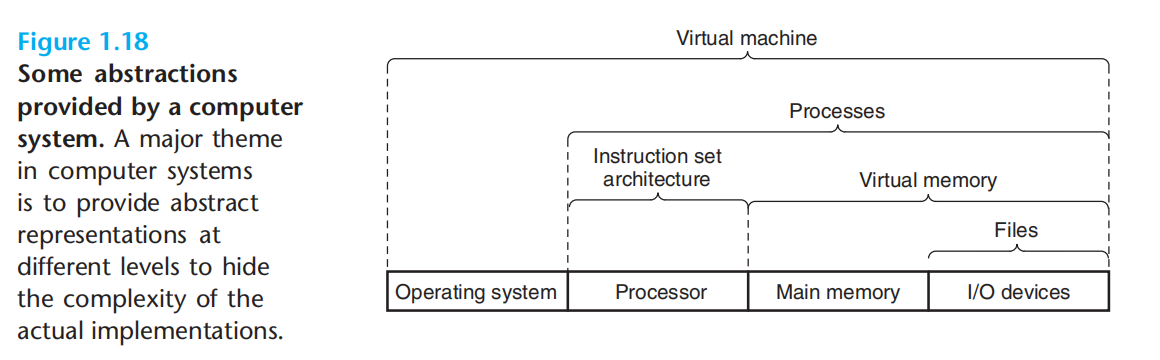 Figure 1.18
Some abstractions
provided by a computer
system. A major theme
in computer systems
is to provide abstract
representations at
different levels to hide
the complexity of the
actual implementations.
Virtual machine
Processes
Instruction set
architecture
Virtual memory
Files
Operating system
Processor
Main memory
I/O devices